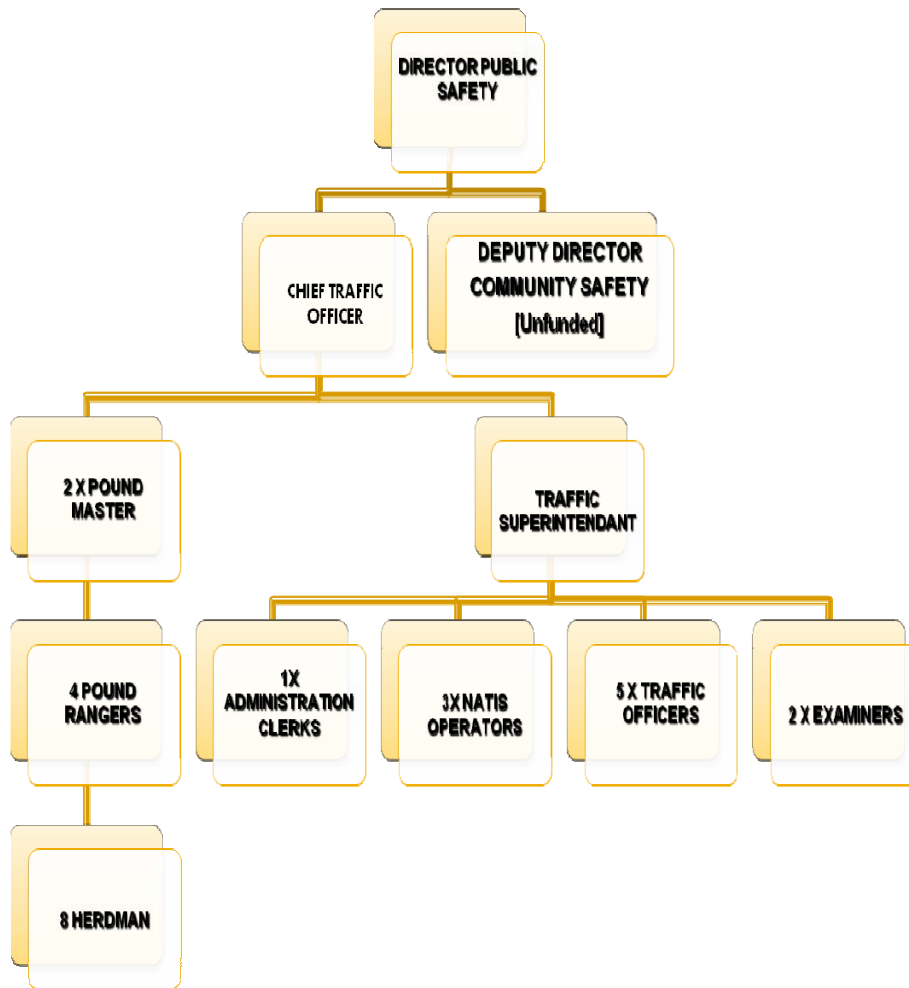 DIRECTOR PUBLIC
SAFETY
CHIEF TRAFFIC
OFFICER
DEPUTY DIRECTOR
COMMUNITY SAFETY
[Unfunded]
2 X POUND
MASTER
TRAFFIC
SUPERINTENDANT
4 POUND
RANGERS
1X
ADMINISTRATION
CLERKS
3X NATIS
OPERATORS
5 X TRAFFIC
OFFICERS
2 X EXAMINERS
8 HERDMAN